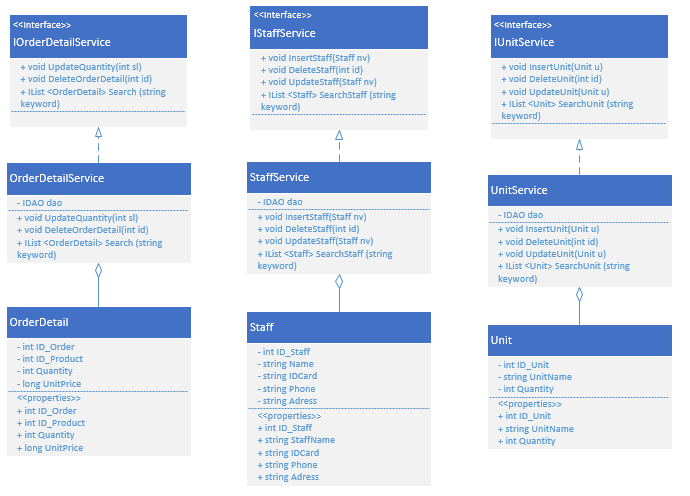 <<Interface>>
IOrderDetailService
+ void UpdateQuantity(int sl)
+ void DeleteOrderDetail(int id)
+ IList <OrderDetail> Search (string
keyword)
OrderDetailService
- IDAO dao
+ void UpdateQuantity(int sl)
+ void DeleteOrderDetail(int id)
+ IList <OrderDetail> Search (string
keyword)
OrderDetail
- int ID_Order
- int ID_Product
- int Quantity
- long UnitPrice
<<properties>>
+ int ID_Order
+ int ID_Product
+ int Quantity
+ long UnitPrice
<<Interface>>
IStaffService
+ void InsertStaff(Staff nv)
+ void DeleteStaff(int id)
+ void UpdateStaff(Staff nv)
+ IList <Staff> SearchStaff (string
keyword)
StaffService
- IDAO dao
+ void InsertStaff(Staff nv)
+ void DeleteStaff(int id)
+ void UpdateStaff(Staff nv)
+ IList <Staff> SearchStaff (string
keyword)
Staff
- int ID_Staff
- string Name
- string IDCard
- string Phone
- string Adress
<<properties>>
+ int ID_Staff
+ string StaffName
+ string IDCard
+ string Phone
+ string Adress
<<Interface>>
IUnitService
+ void InsertUnit(Unit u)
+ void DeleteUnit(int id)
+ void UpdateUnit(Unit u)
+ IList <Unit> SearchUnit (string
keyword)
UnitService
- IDAO dao
+ void InsertUnit(Unit u)
+ void DeleteUnit(int id)
+ void UpdateUnit(Unit u)
+ IList <Unit> SearchUnit (string
keyword)
Unit
- int ID_Unit
- string UnitName
- int Quantity
<<properties>>
+ int ID_Unit
+ string UnitName
+ int Quantity